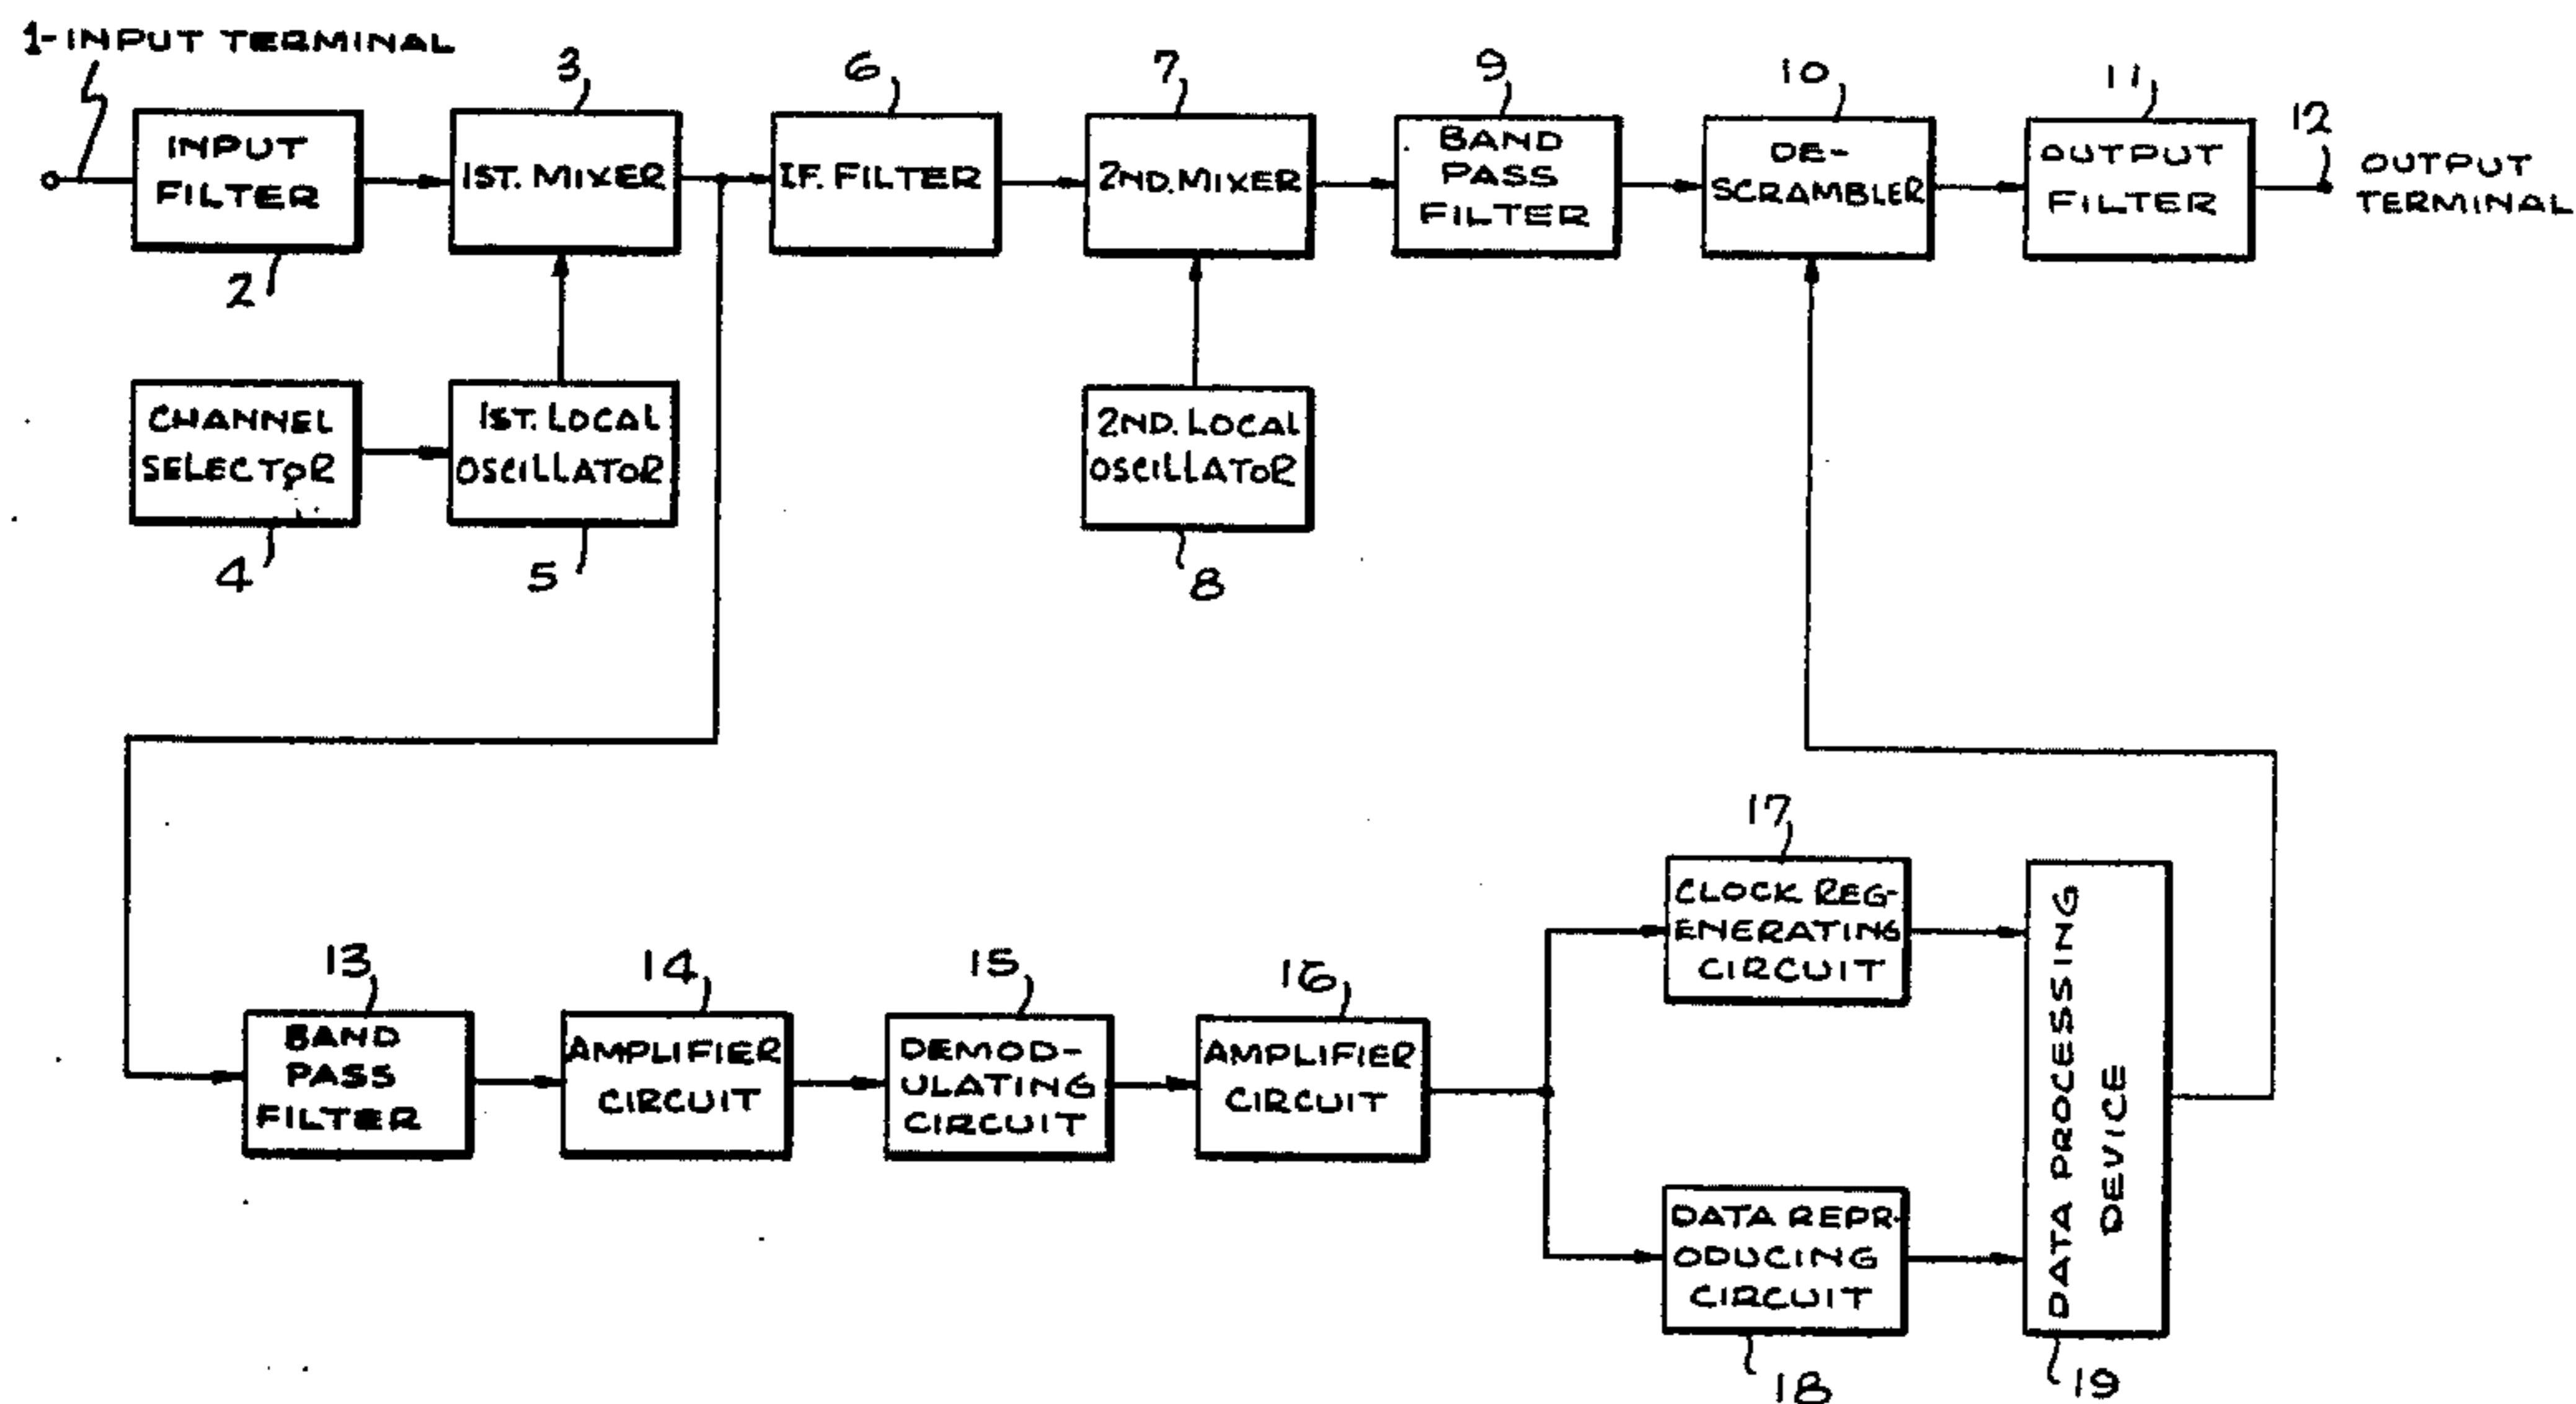 1-INPUT TERMINAL
3
6
7
9
10
11
12
INPUT
FILTER
2
1ST. MIXER
I.F. FILTER
2ND. MIXER
BAND
PASS
FILTER
DE-
SCRAMBLER
OUTPUT
FILTER
OUTPUT
TERMINAL
CHANNEL
SELECTOR
4
1ST. LOCAL
OSCILLATOR
5
2ND. LOCAL
OSCILLATOR
8
13
BAND
PASS
FILTER
14
AMPLIFIER
CIRCUIT
15
DEMOD-
ULATING
CIRCUIT
16
AMPLIFIER
CIRCUIT
17
CLOCK REG-
ENERATING
CIRCUIT
DATA REPR-
ODUCING
CIRCUIT
18
DATA PROCESSING
DEVICE
19